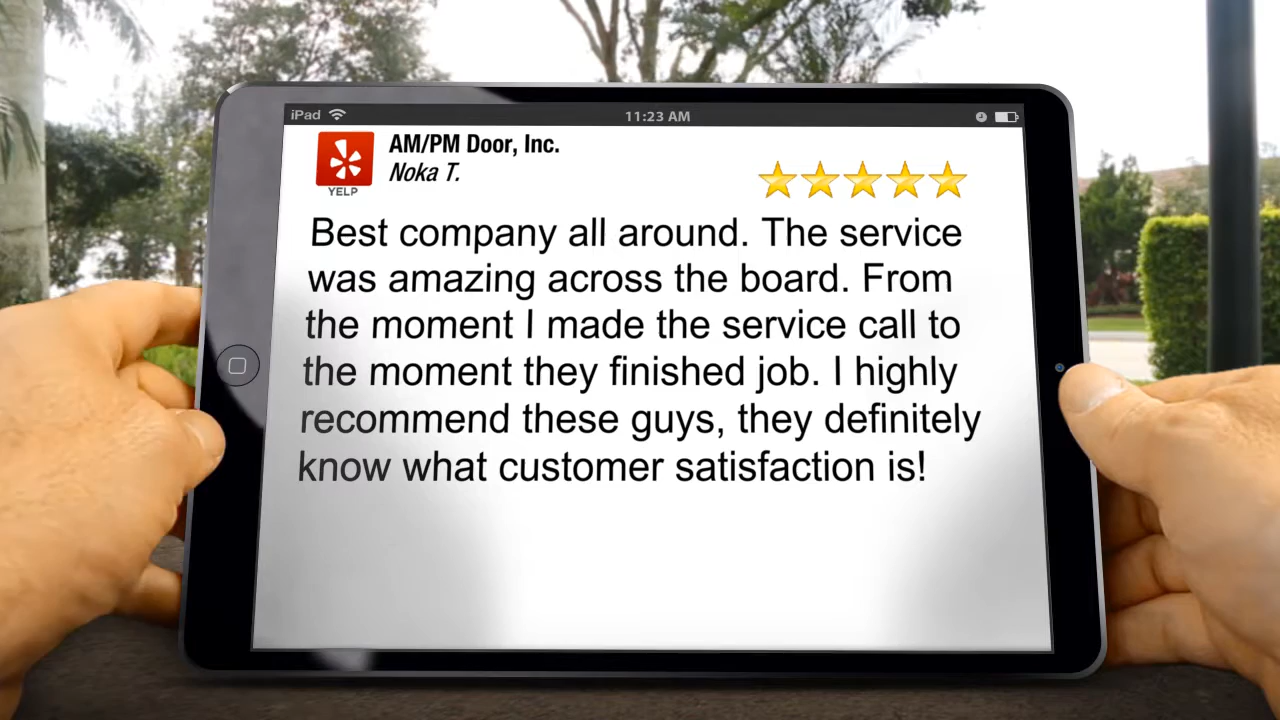 iPad
11:23 AM
YELP
AM/PM Door, Inc.
Noka T.
Best company all around. The service
was amazing across the board. From
the moment I made the service call to
the moment they finished job. I highly
recommend these guys, they definitely
know what customer satisfaction is!